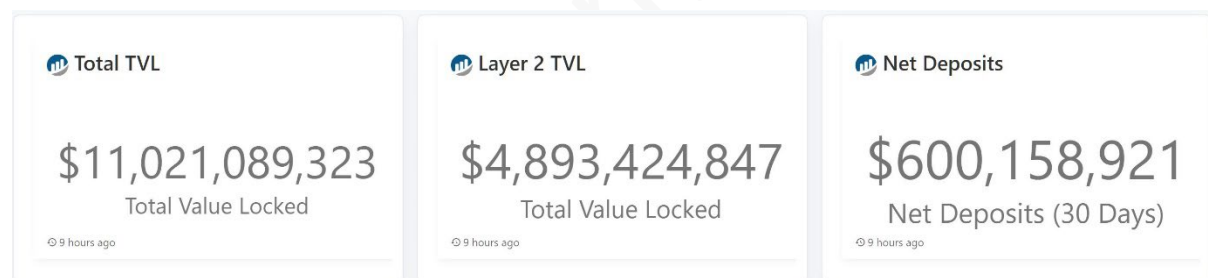 Total TVL
$11,021,089,323
Total Value Locked
9 hours ago
Layer 2 TVL
$4,893,424,847
Total Value Locked
9 hours ago
Net Deposits
$600,158,921
Net Deposits (30 Days)
9 hours ago